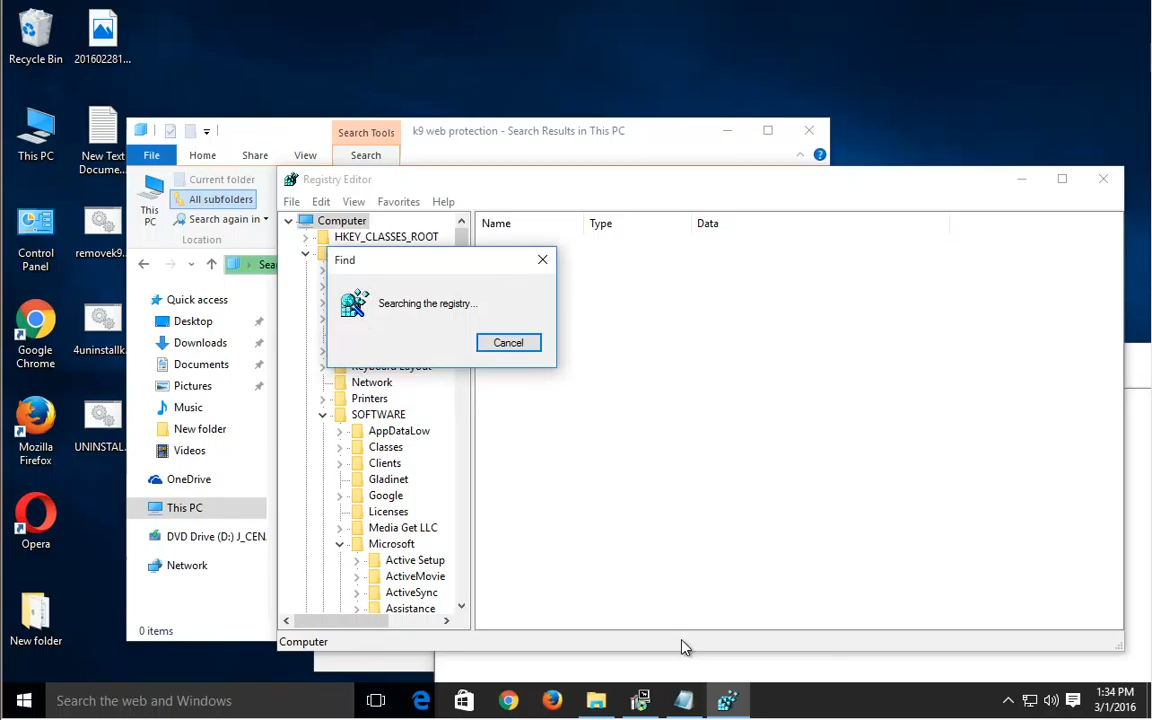 Recycle Bin
201602281...
This PC
New Text
Docume...
Control
Panel
removek9...
Google
Chrome
4uninstallk...
Mozilla
Firefox
UNINSTAL...
Opera
New folder
Search Tools
k9 web protection - Search Results in This PC
File
Home
Share
View
Search
This
PC
Current folder
All subfolders
Search again in
Location
Sea
Quick access
Desktop
Downloads
Documents
Pictures
Music
New folder
Videos
OneDrive
This PC
DVD Drive (D:) J_CEN
Network
0 items
Registry Editor
File
Edit
View
Favorites
Help
Computer
HKEY_CLASSES_ROOT
Name
Type
Data
Find
Searching the registry...
Cancel
Keyboard Layout
Network
Printers
SOFTWARE
AppDataLow
Classes
Clients
Gladinet
Google
Licenses
Media Get LLC
Microsoft
Active Setup
ActiveMovie
ActiveSync
Assistance
Computer
Search the web and Windows
1:34 PM
3/1/2016